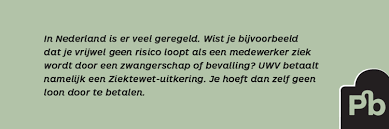 In Nederland is er veel geregeld. Wist je bijvoorbeeld
dat je vrijwel geen risico loopt als een medewerker ziek
wordt door een zwangerschap of bevalling? UWV betaalt
namelijk een Ziektewet-uitkering. Je hoeft dan zelf geen
loon door te betalen.
Pnb